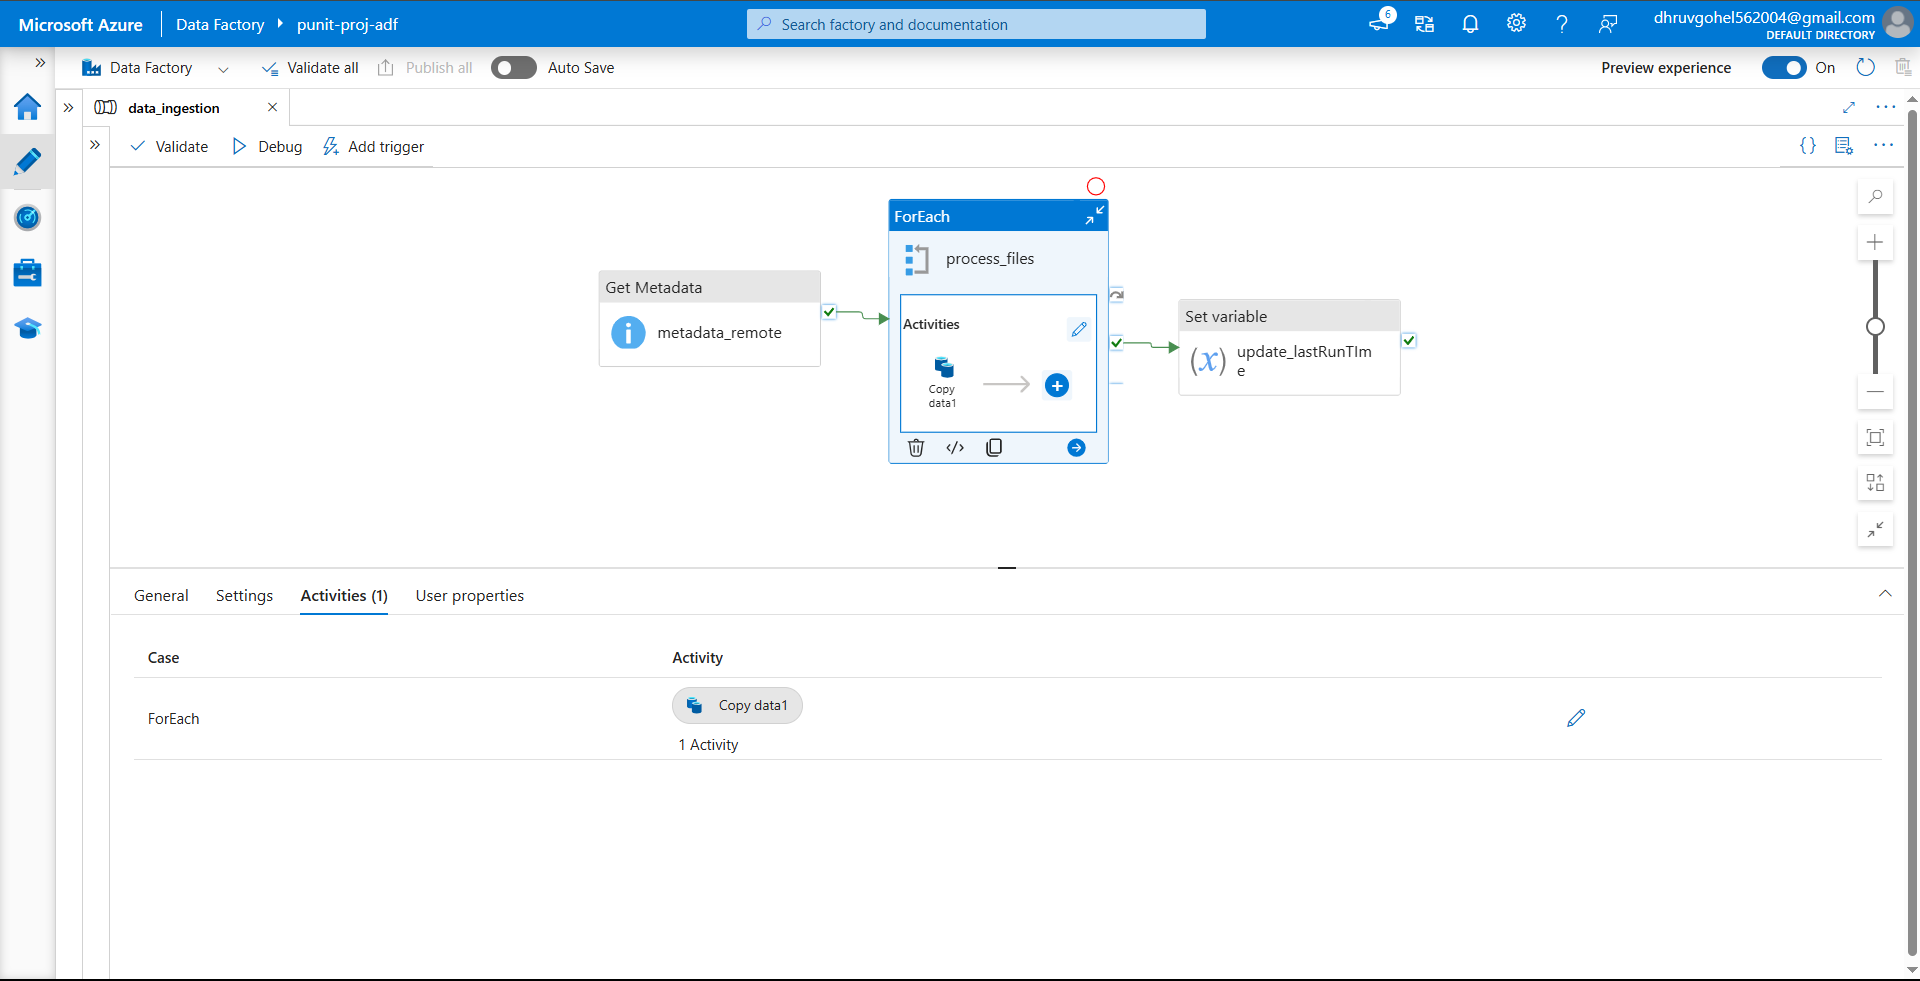 Microsoft Azure
Data Factory
punit-proj-adf
Search factory and documentation
6
dhruvgohel562004@gmail.com
DEFAULT DIRECTORY
Data Factory
Validate all
Publish all
Auto Save
Preview experience
On
data_ingestion
Validate
Debug
Add trigger
{}
ForEach
process_files
Get Metadata
metadata_remote
Activities
Copy
data1
Set variable
(x)
update_lastRunTIm
e
General
Settings
Activities (1)
User properties
Case
Activity
ForEach
Copy data1
1 Activity